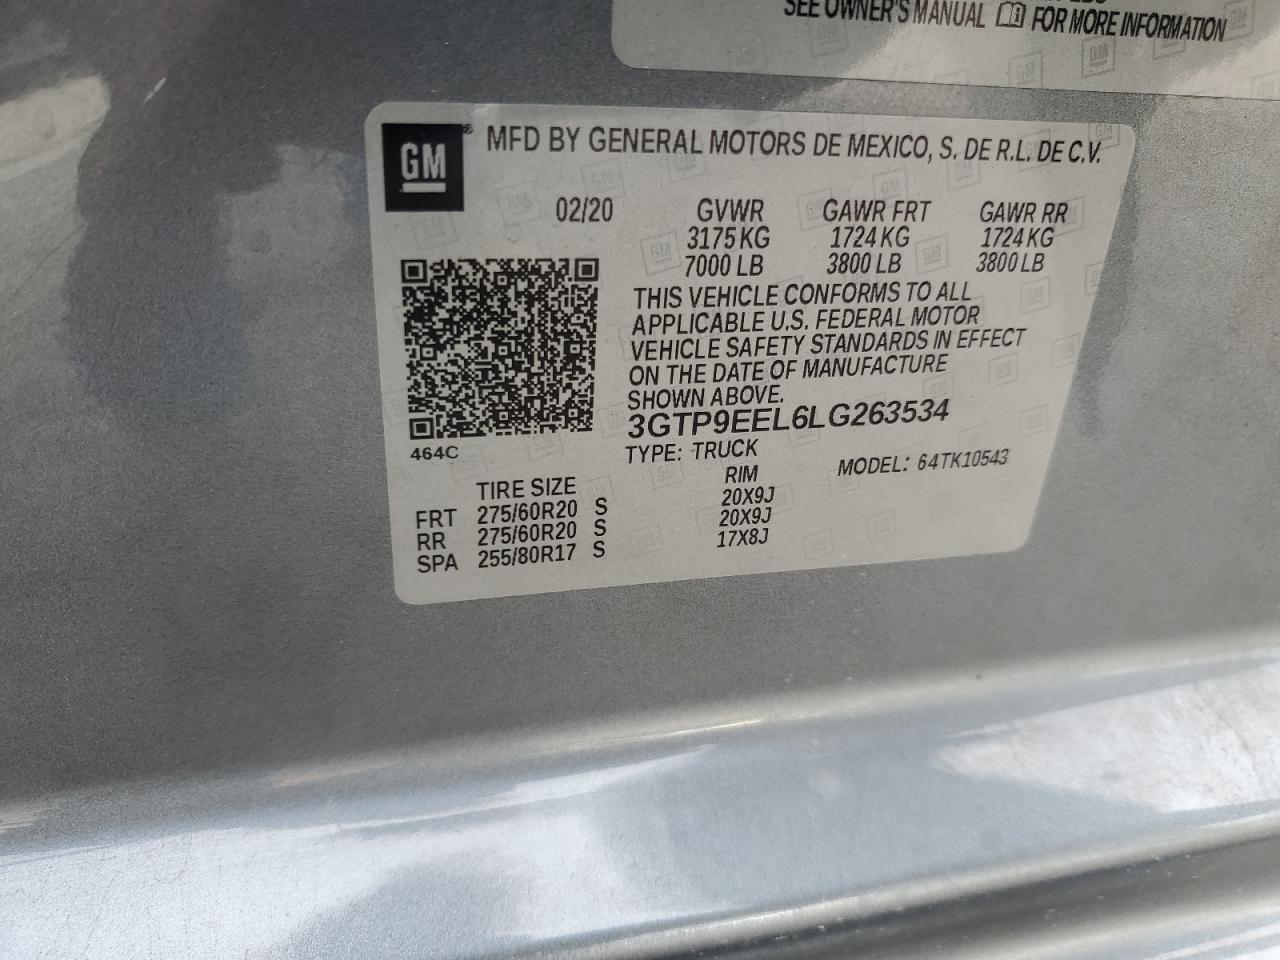 SEE OWNER'S MANUAL FOR MORE INFORMATION
GM
MFD BY GENERAL MOTORS DE MEXICO, S. DE R.L. DE C.V.
02/20 GVWR GAWR FRT GAWR RR
3175 KG 1724 KG 1724 KG
7000 LB 3800 LB 3800 LB
THIS VEHICLE CONFORMS TO ALL
APPLICABLE U.S. FEDERAL MOTOR
VEHICLE SAFETY STANDARDS IN EFFECT
ON THE DATE OF MANUFACTURE
SHOWN ABOVE.
3GTP9EEL6LG263534
464C
TYPE: TRUCK MODEL: 64TK10543
TIRE SIZE RIM
FRT 275/60R20 S 20X9J
RR 275/60R20 S 20X9J
SPA 255/80R17 S 17X8J